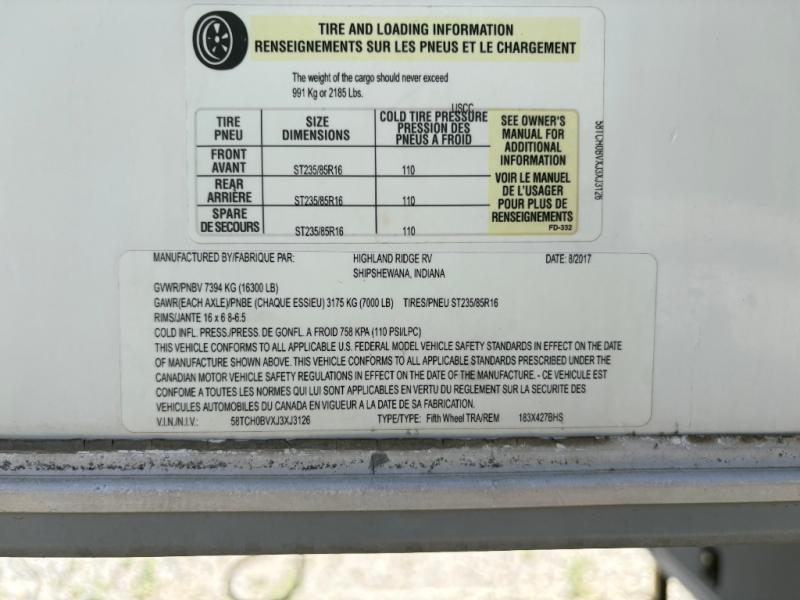 TIRE AND LOADING INFORMATION
RENSEIGNEMENTS SUR LES PNEUS ET LE CHARGEMENT
The weight of the cargo should never exceed
991 Kg or 2185 Lbs.
USCC
TIRE PNEU SIZE DIMENSIONS COLD TIRE PRESSURE PRESSION DES PNEUS A FROID
FRONT AVANT ST235/85R16 110
REAR ARRIÈRE ST235/85R16 110
SPARE DE SECOURS ST235/85R16 110
SEE OWNER'S
MANUAL FOR
ADDITIONAL
INFORMATION
VOIR LE MANUEL
DE L'USAGER
POUR PLUS DE
RENSEIGNEMENTS
FD-332
58TCH0BVXJ3XJ3126
MANUFACTURED BY/FABRIQUE PAR: HIGHLAND RIDGE RV DATE: 8/2017
SHIPSHEWANA, INDIANA
GVWR/PNBV 7394 KG (16300 LB)
GAWR(EACH AXLE)/PNBE (CHAQUE ESSIEU) 3175 KG (7000 LB) TIRES/PNEU ST235/85R16
RIMS/JANTE 16 x 6 8-6.5
COLD INFL. PRESS./PRESS. DE GONFL. A FROID 758 KPA (110 PSI/LPC)
THIS VEHICLE CONFORMS TO ALL APPLICABLE U.S. FEDERAL MODEL VEHICLE SAFETY STANDARDS IN EFFECT ON THE DATE
OF MANUFACTURE SHOWN ABOVE. THIS VEHICLE CONFORMS TO ALL APPLICABLE STANDARDS PRESCRIBED UNDER THE
CANADIAN MOTOR VEHICLE SAFETY REGULATIONS IN EFFECT ON THE DATE OF THE MANUFACTURE. - CE VEHICULE EST
CONFOME A TOUTES LES NORMES QUI LUI SONT APPLICABLES EN VERTU DU REGLEMENT SUR LA SECURITE DES
VEHICULES AUTOMOBILES DU CANADA EN VIGUEUR A LA DATE DE SA FABRICATION.
V.I.N./N.I.V.: 58TCH0BVXJ3XJ3126 TYPE/TYPE: Fifth Wheel TRA/REM 183X427BHS